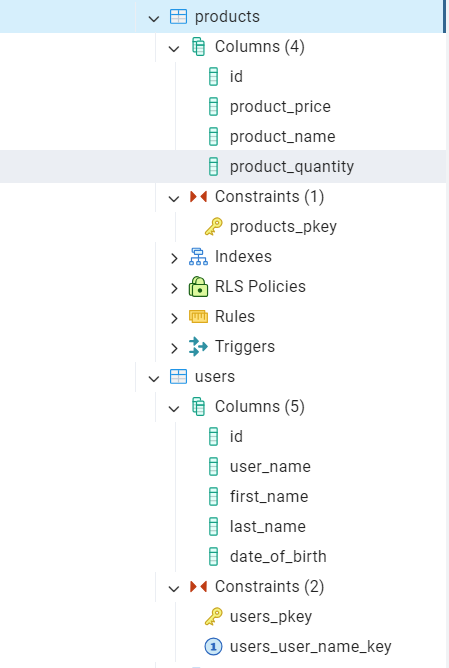 products
Columns (4)
id
product_price
product_name
product_quantity
Constraints (1)
products_pkey
Indexes
RLS Policies
Rules
Triggers
users
Columns (5)
id
user_name
first_name
last_name
date_of_birth
Constraints (2)
users_pkey
1 users_user_name_key